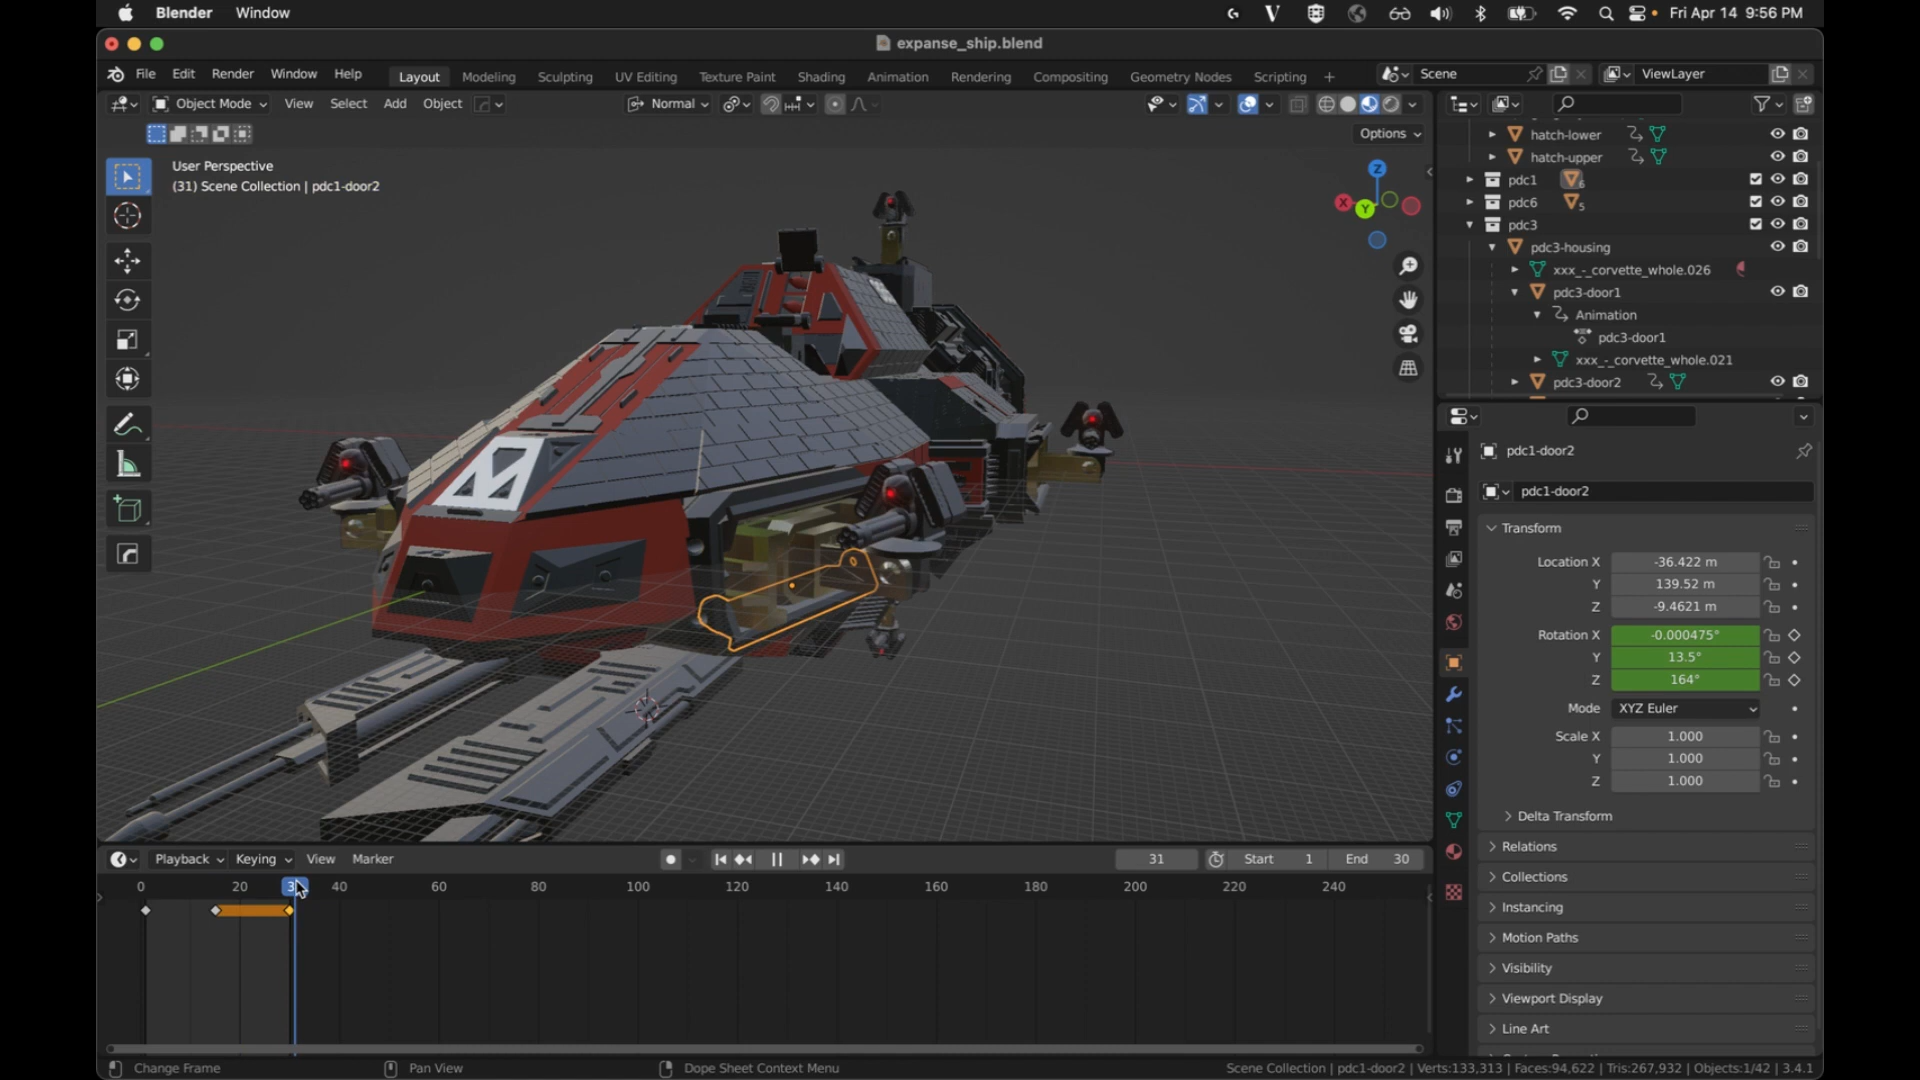 Blender Window Fri Apr 14 9:56 PM
expanse_ship.blend
File Edit Render Window Help Layout Modeling Sculpting UV Editing Texture Paint Shading Animation Rendering Compositing Geometry Nodes Scripting + Scene ViewLayer
Object Mode View Select Add Object Normal
Options
User Perspective
(31) Scene Collection | pdc1-door2
Z
X
Y
hatch-lower
hatch-upper
pdc1 6
pdc6 5
pdc3
pdc3-housing
xxx_-_corvette_whole.026
pdc3-door1
Animation
pdc3-door1
xxx_-_corvette_whole.021
pdc3-door2
pdc1-door2
pdc1-door2
Transform
Location X -36.422 m
Y 139.52 m
Z -9.4621 m
Rotation X -0.000475°
Y 13.5°
Z 164°
Mode XYZ Euler
Scale X 1.000
Y 1.000
Z 1.000
Delta Transform
Relations
Collections
Instancing
Motion Paths
Visibility
Viewport Display
Line Art
Playback Keying View Marker 31 Start 1 End 30
0 20 40 60 80 100 120 140 160 180 200 220 240
Change Frame Pan View Dope Sheet Context Menu Scene Collection | pdc1-door2 | Verts:133,313 | Faces:94,622 | Tris:267,932 | Objects:1/42 | 3.4.1